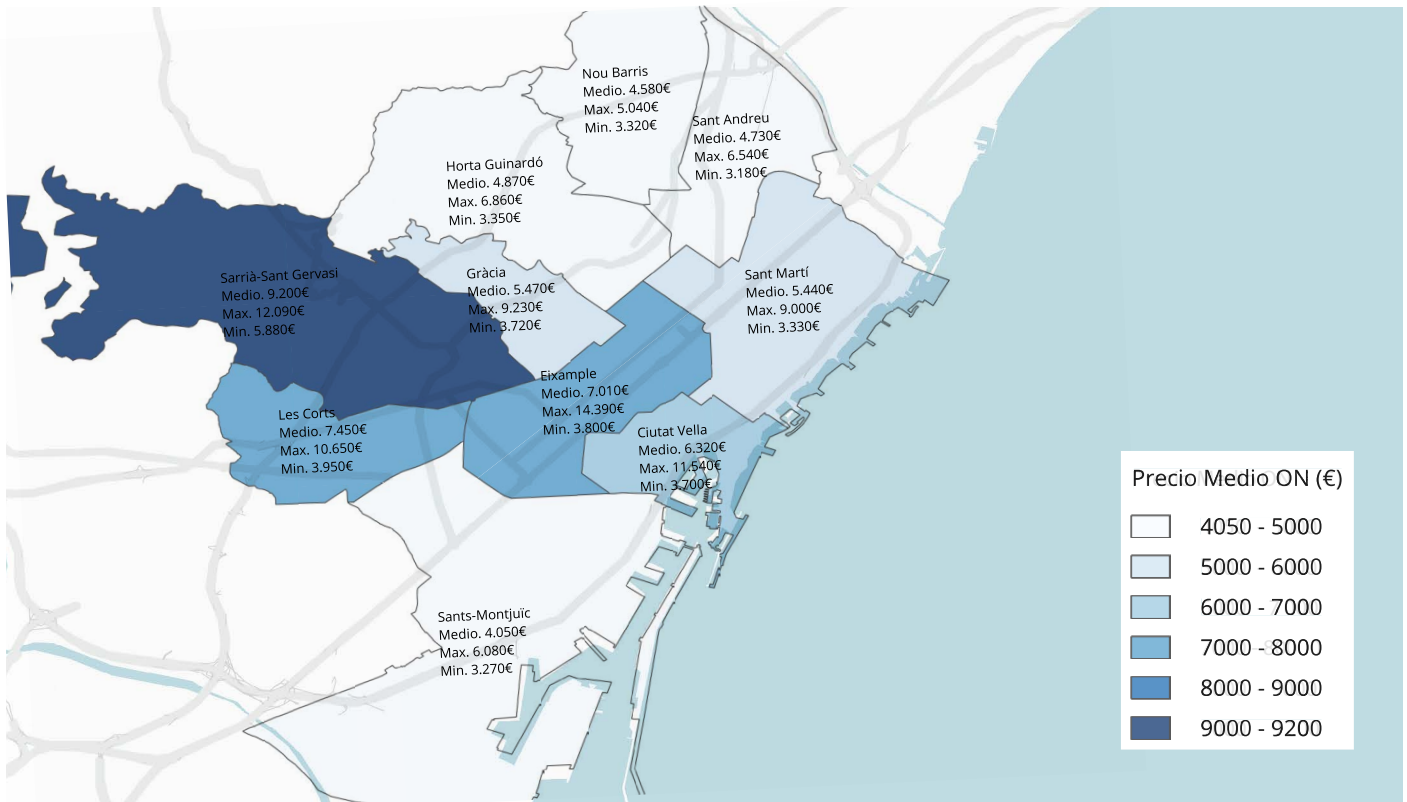 Nou Barris
Medio. 4.580€
Max. 5.040€
Min. 3.320€
Sant Andreu
Medio. 4.730€
Max. 6.540€
Min. 3.180€
Horta Guinardó
Medio. 4.870€
Max. 6.860€
Min. 3.350€
Sarrià-Sant Gervasi
Medio. 9.200€
Max. 12.090€
Min. 5.880€
Gràcia
Medio. 5.470€
Max. 9.230€
Min. 3.720€
Sant Martí
Medio. 5.440€
Max. 9.000€
Min. 3.330€
Eixample
Medio. 7.010€
Max. 14.390€
Min. 3.800€
Les Corts
Medio. 7.450€
Max. 10.650€
Min. 3.950€
Ciutat Vella
Medio. 6.320€
Max. 11.540€
Min. 3.700€
Sants-Montjuïc
Medio. 4.050€
Max. 6.080€
Min. 3.270€
Precio Medio ON (€)
4050 - 5000
5000 - 6000
6000 - 7000
7000 - 8000
8000 - 9000
9000 - 9200